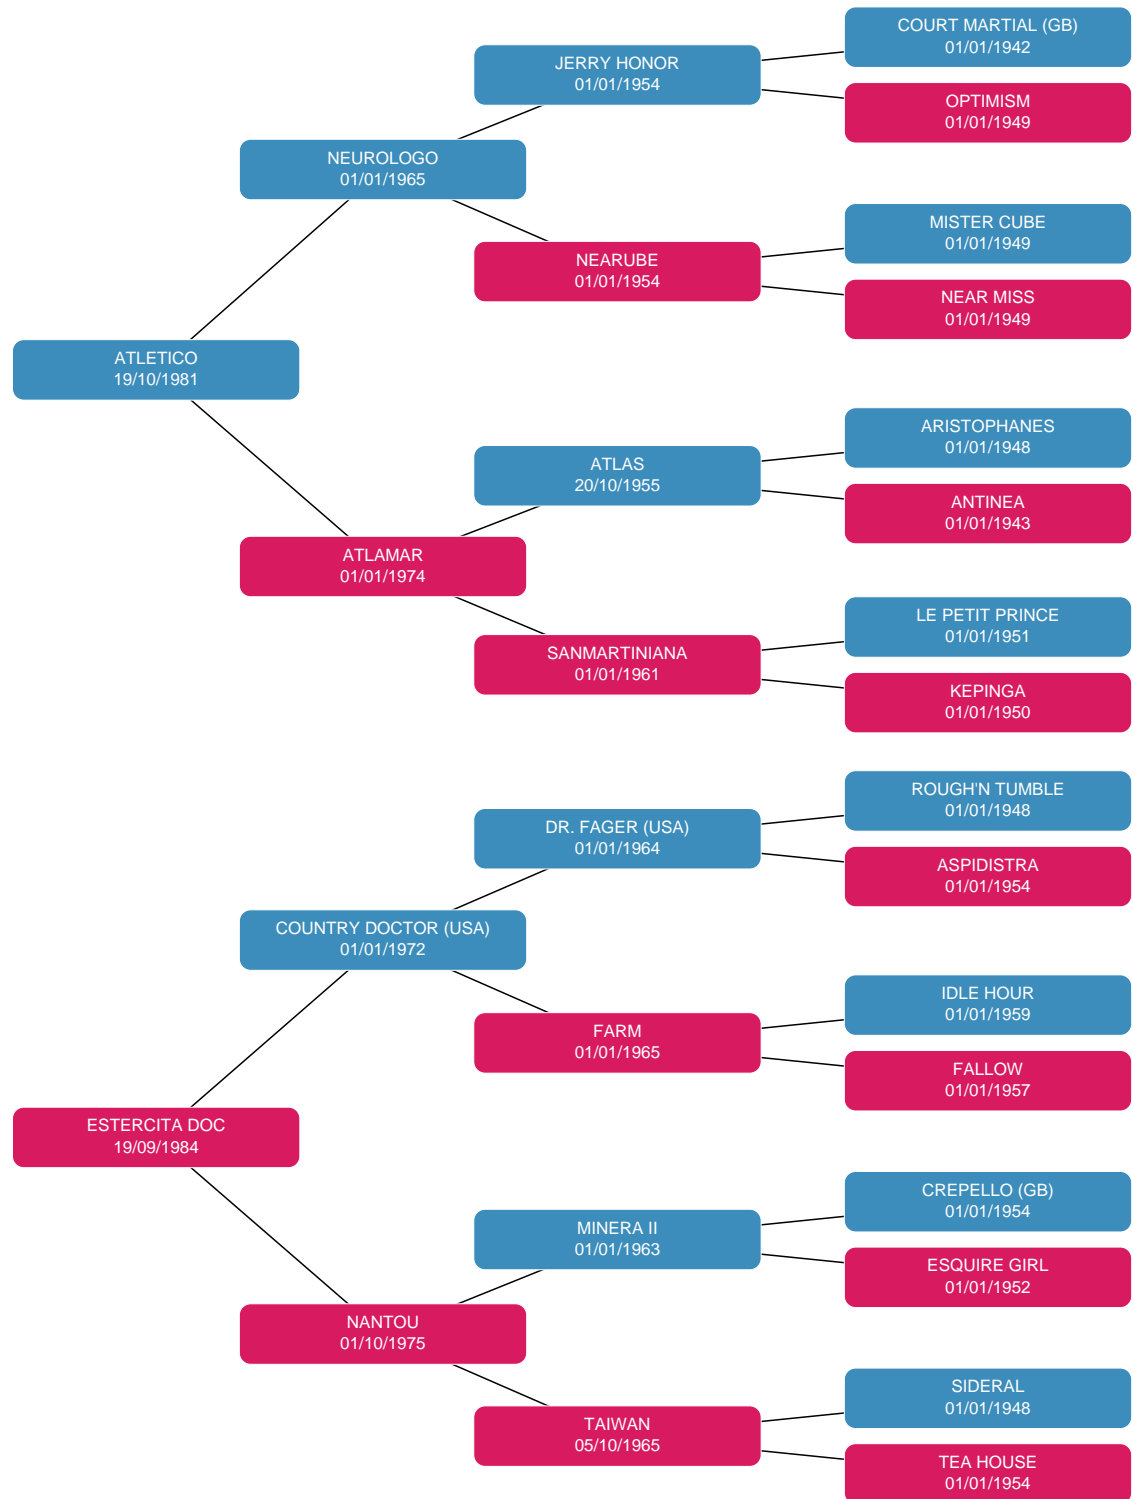 COURT MARTIAL (GB)
01/01/1942
JERRY HONOR
01/01/1954
OPTIMISM
01/01/1949
NEUROLOGO
01/01/1965
MISTER CUBE
01/01/1949
NEARUBE
01/01/1954
NEAR MISS
01/01/1949
ATLETICO
19/10/1981
ARISTOPHANES
01/01/1948
ATLAS
20/10/1955
ANTINEA
01/01/1943
ATLAMAR
01/01/1974
LE PETIT PRINCE
01/01/1951
SANMARTINIANA
01/01/1961
KEPINGA
01/01/1950
ROUGH'N TUMBLE
01/01/1948
DR. FAGER (USA)
01/01/1964
ASPIDISTRA
01/01/1954
COUNTRY DOCTOR (USA)
01/01/1972
IDLE HOUR
01/01/1959
FARM
01/01/1965
FALLOW
01/01/1957
ESTERCITA DOC
19/09/1984
CREPELLO (GB)
01/01/1954
MINERA II
01/01/1963
ESQUIRE GIRL
01/01/1952
NANTOU
01/10/1975
SIDERAL
01/01/1948
TAIWAN
05/10/1965
TEA HOUSE
01/01/1954